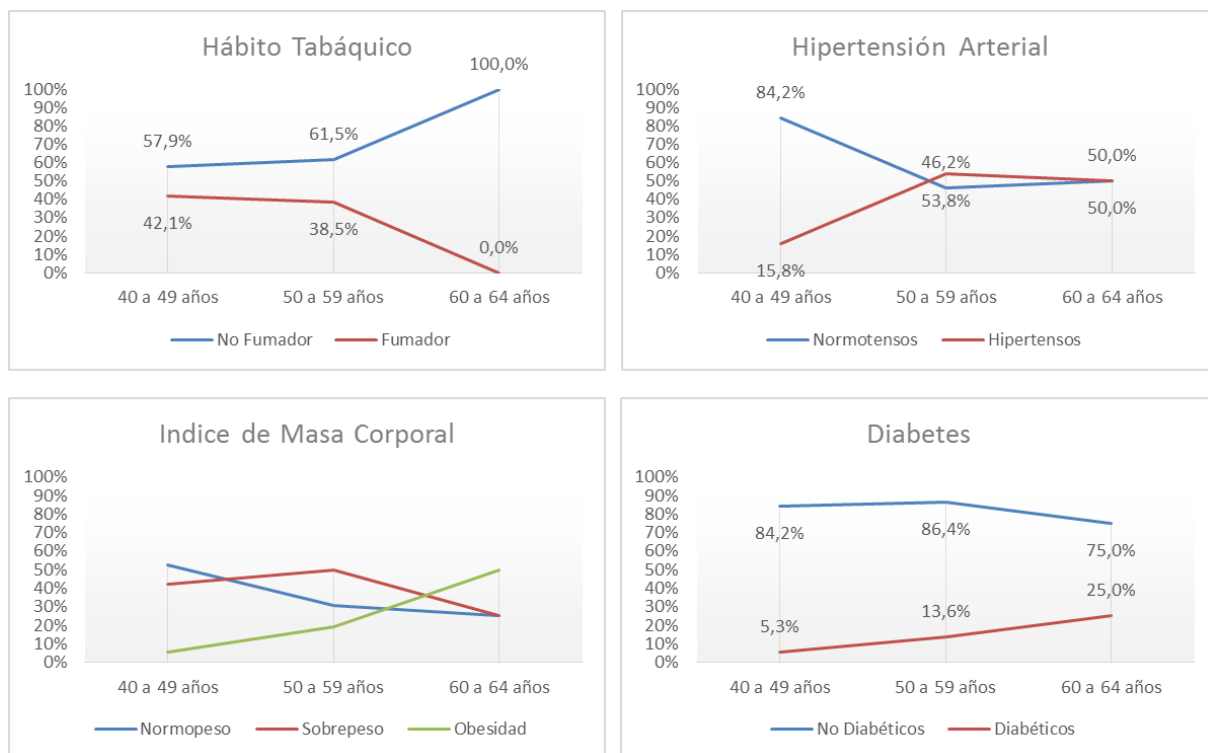 Hábito Tabáquico
100,0%
100%
90%
80%
70%
60%
50%
40%
30%
20%
10%
0%
57,9%
61,5%
42,1%
38,5%
0,0%
40 a 49 años
50 a 59 años
60 a 64 años
No Fumador
Fumador
Hipertensión Arterial
100%
90%
80%
70%
60%
50%
40%
30%
20%
10%
0%
84,2%
46,2%
50,0%
53,8%
50,0%
15,8%
40 a 49 años
50 a 59 años
60 a 64 años
Normotensos
Hipertensos
Indice de Masa Corporal
100%
90%
80%
70%
60%
50%
40%
30%
20%
10%
0%
40 a 49 años
50 a 59 años
60 a 64 años
Normopeso
Sobrepeso
Obesidad
Diabetes
100%
90%
80%
70%
60%
50%
40%
30%
20%
10%
0%
84,2%
86,4%
75,0%
5,3%
13,6%
25,0%
40 a 49 años
50 a 59 años
60 a 64 años
No Diabéticos
Diabéticos